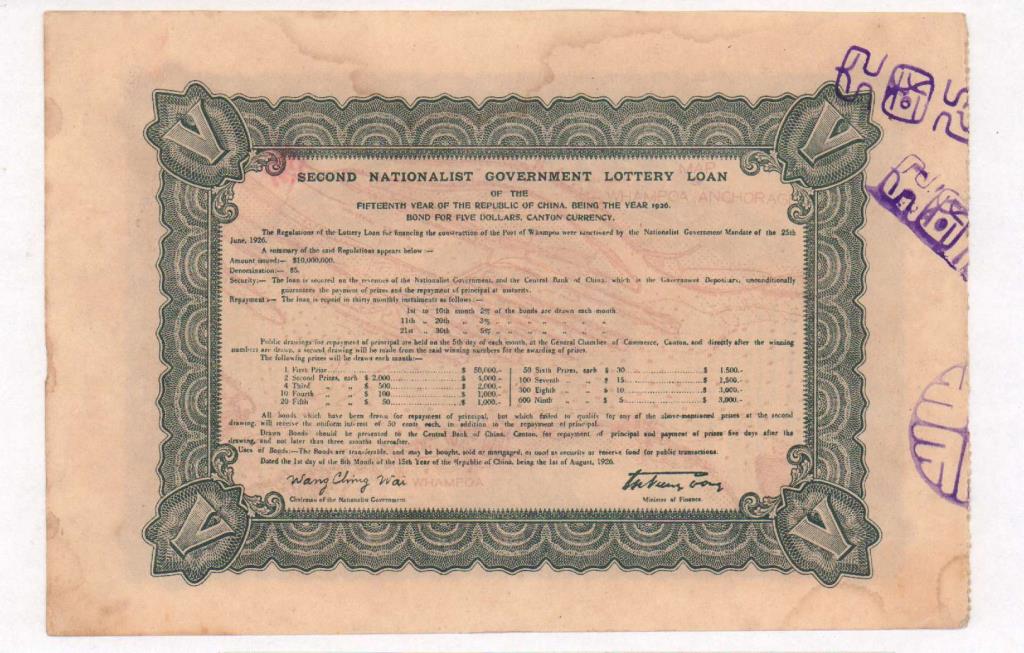 V V
SECOND NATIONALIST GOVERNMENT LOTTERY LOAN
OF THE
FIFTEENTH YEAR OF THE REPUBLIC OF CHINA, BEING THE YEAR 1926.
BOND FOR FIVE DOLLARS, CANTON CURRENCY.
MAP
WHAMPOA ANCHORAGE
The Regulations of the Lottery Loan for financing the construction of the Port of Whampoa were sanctioned by the Nationalist Government Mandate of the 25th
June, 1926.
A summary of the said Regulations appears below:—
Amount issued:— $10,000,000.
Denomination:— $5.
Security:— The loan is secured on the revenues of the Nationalist Government, and the Central Bank of China, which is the Government Depositary, unconditionally
guarantees the payment of prizes and the repayment of principal at maturity.
Repayment:— The loan is repaid in thirty monthly instalments as follows:—
1st to 10th month 2% of the bonds are drawn each month
11th „ 20th „ 3% „ „ „ „ „ „
21st „ 30th „ 5% „ „ „ „ „ „
Public drawings for repayment of principal are held on the 5th day of each month, at the General Chamber of Commerce, Canton, and directly after the winning
numbers are drawn, a second drawing will be made from the said winning numbers for the awarding of prizes.
The following prizes will be drawn each month:—
1 First Prize $ 50,000.- 50 Sixth Prizes, each $ 30 $ 1,500.-
2 Second Prizes, each $ 2,000 $ 4,000.- 100 Seventh „ „ $ 15 $ 1,500.-
4 Third „ „ $ 500 $ 2,000.- 300 Eighth „ „ $ 10 $ 3,000.-
10 Fourth „ „ $ 100 $ 1,000.- 600 Ninth „ „ $ 5 $ 3,000.-
20 Fifth „ „ $ 50 $ 1,000.-
All bonds which have been drawn for repayment of principal, but which failed to qualify for any of the above-mentioned prizes at the second
drawing, will receive the uniform interest of 50 cents each, in addition to the repayment of principal.
Drawn Bonds should be presented to the Central Bank of China, Canton, for repayment of principal and payment of prizes five days after the
drawing, and not later than three months thereafter.
Uses of Bonds:—The Bonds are transferable, and may be bought, sold or mortgaged, or used as security or reserve fund for public transactions.
Dated the 1st day of the 8th Month of the 15th Year of the Republic of China, being the 1st of August, 1926.
Wang Ching Wai
WHAMPOA
Chairman of the Nationalist Government. Minister of Finance.
V V